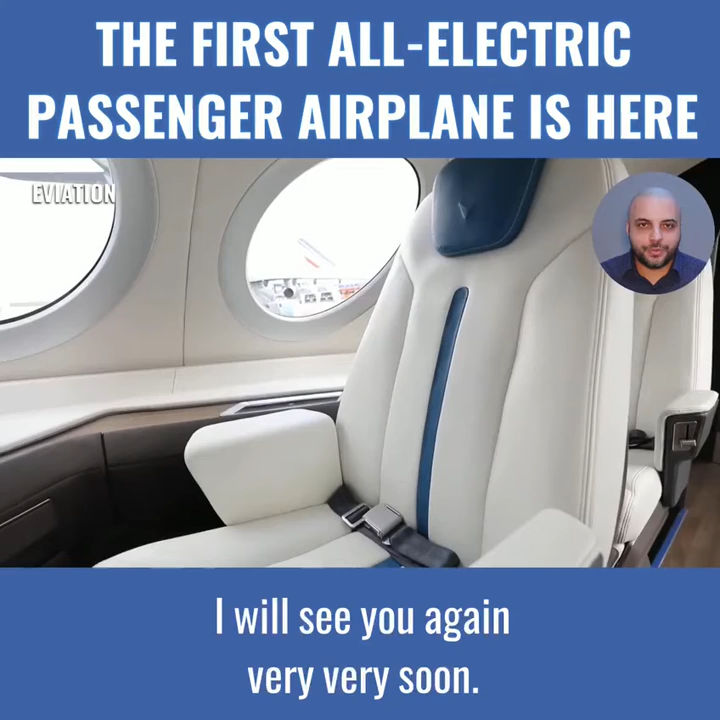 THE FIRST ALL-ELECTRIC
PASSENGER AIRPLANE IS HERE
EVIATION
I will see you again
very very soon.